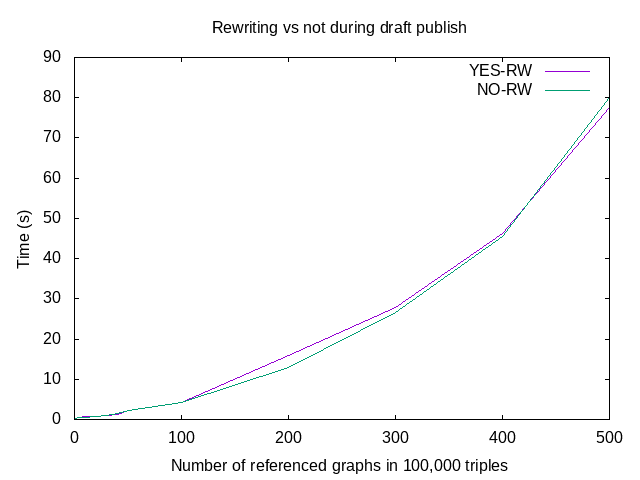 Rewriting vs not during draft publish
90
80
70
60
50
40
30
20
10
0
Time (s)
YES-RW
NO-RW
0 100 200 300 400 500
Number of referenced graphs in 100,000 triples